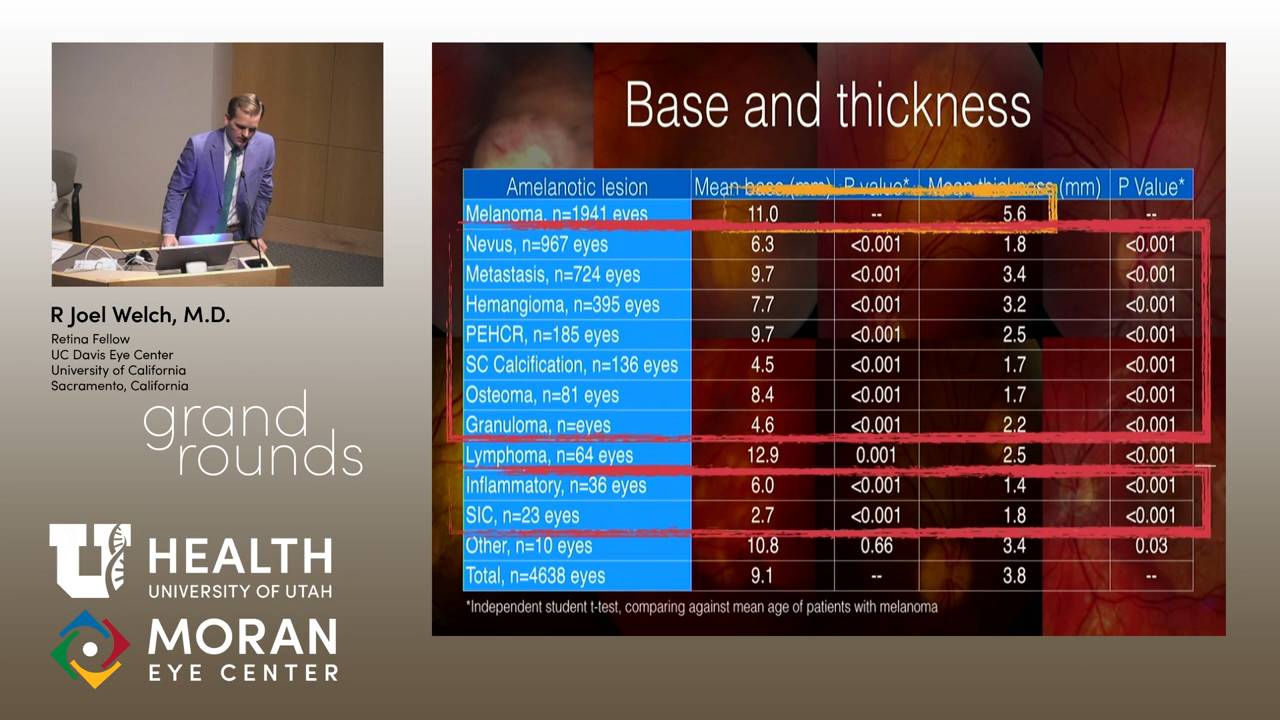 R Joel Welch, M.D.
Retina Fellow
UC Davis Eye Center
University of California
Sacramento, California
grand
rounds
U HEALTH
UNIVERSITY OF UTAH
MORAN
EYE CENTER
Base and thickness
Amelanotic lesion Mean base (mm) P value* Mean thickness (mm) P Value*
Melanoma, n=1941 eyes 11.0 -- 5.6 --
Nevus, n=967 eyes 6.3 <0.001 1.8 <0.001
Metastasis, n=724 eyes 9.7 <0.001 3.4 <0.001
Hemangioma, n=395 eyes 7.7 <0.001 3.2 <0.001
PEHCR, n=185 eyes 9.7 <0.001 2.5 <0.001
SC Calcification, n=136 eyes 4.5 <0.001 1.7 <0.001
Osteoma, n=81 eyes 8.4 <0.001 1.7 <0.001
Granuloma, n=eyes 4.6 <0.001 2.2 <0.001
Lymphoma, n=64 eyes 12.9 0.001 2.5 <0.001
Inflammatory, n=36 eyes 6.0 <0.001 1.4 <0.001
SIC, n=23 eyes 2.7 <0.001 1.8 <0.001
Other, n=10 eyes 10.8 0.66 3.4 0.03
Total, n=4638 eyes 9.1 -- 3.8 --
*Independent student t-test, comparing against mean age of patients with melanoma